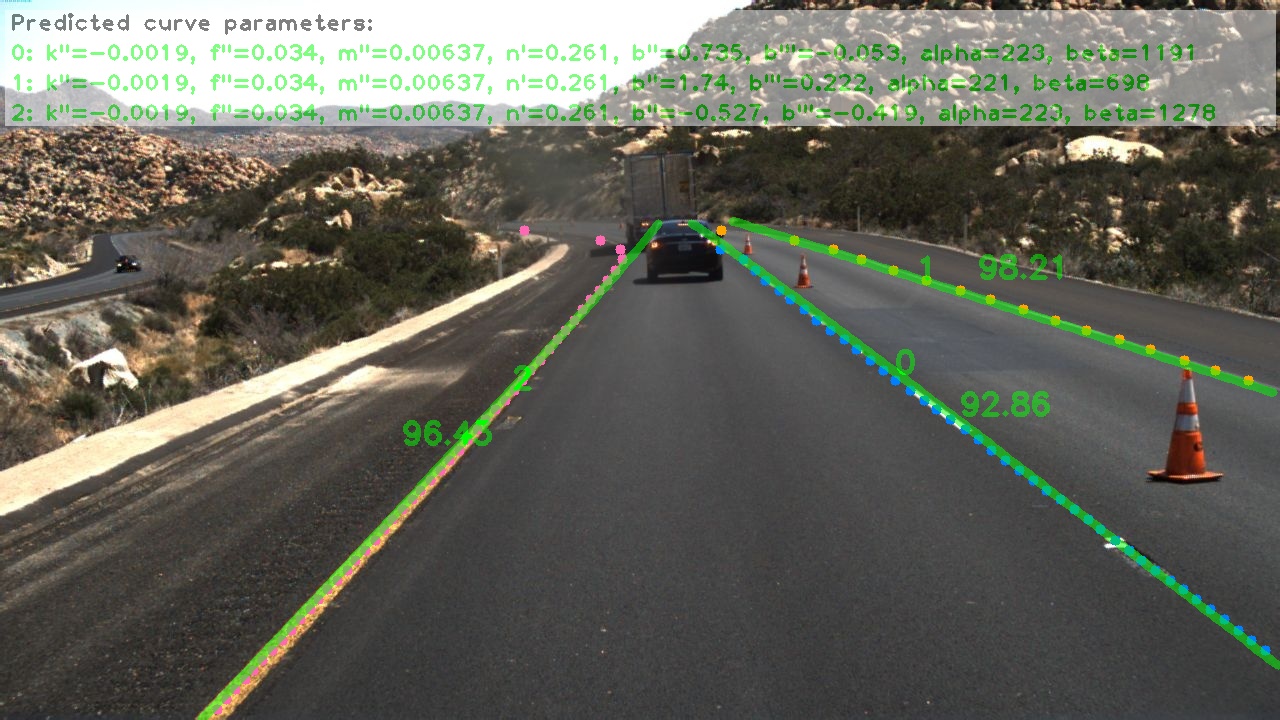 Predicted curve parameters:
0: k''=-0.0019, f''=0.034, m''=0.00637, n'=0.261, b''=0.735, b'''=-0.053, alpha=223, beta=1191
1: k''=-0.0019, f''=0.034, m''=0.00637, n'=0.261, b''=1.74, b'''=0.222, alpha=221, beta=698
2: k''=-0.0019, f''=0.034, m''=0.00637, n'=0.261, b''=-0.527, b'''=-0.419, alpha=223, beta=1278
1 98.21
0
92.86
2
96.43